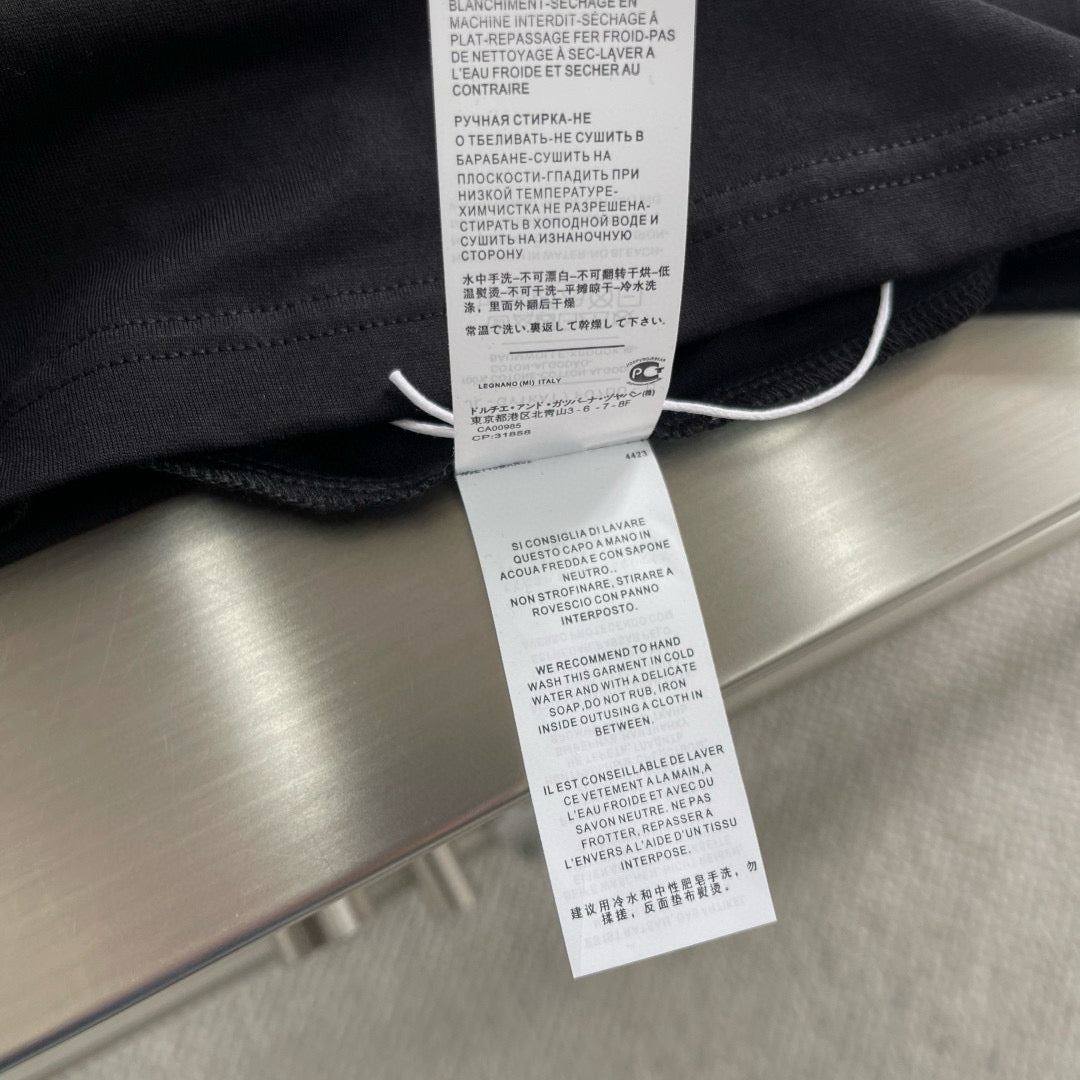 BLANCHIMENT-SÉCHAGE EN
MACHINE INTERDIT-SÉCHAGE À
PLAT-REPASSAGE FER FROID-PAS
DE NETTOYAGE À SEC-LAVER A
L'EAU FROIDE ET SECHER AU
CONTRAIRE
РУЧНАЯ СТИРКА-НЕ
О ТБЕЛИВАТЬ-НЕ СУШИТЬ В
БАРАБАНЕ-СУШИТЬ НА
ПЛОСКОСТИ-ГПАДИТЬ ПРИ
НИЗКОЙ ТЕМПЕРАТУРЕ-
ХИМЧИСТКА НЕ РАЗРЕШЕНА-
СТИРАТЬ В ХОПОДНОЙ ВОДЕ И
СУШИТЬ НА ИЗНАНОЧНУЮ
СТОРОНУ
水中手洗-不可漂白-不可翻转干烘-低
温熨烫-不可干洗-平摊晾干-冷水洗
涤，里面外翻后干燥
常温で洗い.裏返して幹燥して下さい.
LEGNANO (MI) ITALY
ドルチエ・アンド・ガツバーナ・ヅヤバン(株)
東京都港区北青山3-6 -7-8F
CA00985
CP:31858
4423
SI CONSIGLIA DI LAVARE
QUESTO CAPO A MANO IN
ACOUA FREDDA E CON SAPONE
NEUTRO..
NON STROFINARE, STIRARE A
ROVESCIO CON PANNO
INTERPOSTO.
WE RECOMMEND TO HAND
WASH THIS GARMENT IN COLD
WATER AND WITH A DELICATE
SOAP,DO NOT RUB, IRON
INSIDE OUTUSING A CLOTH IN
BETWEEN.
IL EST CONSEILLABLE DE LAVER
CE VETEMENT A LA MAIN,A
L'EAU FROIDE ET AVEC DU
SAVON NEUTRE. NE PAS
FROTTER, REPASSER A
L'ENVERS A L'AIDE D'UN TISSU
INTERPOSE.
建议用冷水和中性肥皂手洗，勿
揉搓，反面垫布熨烫。